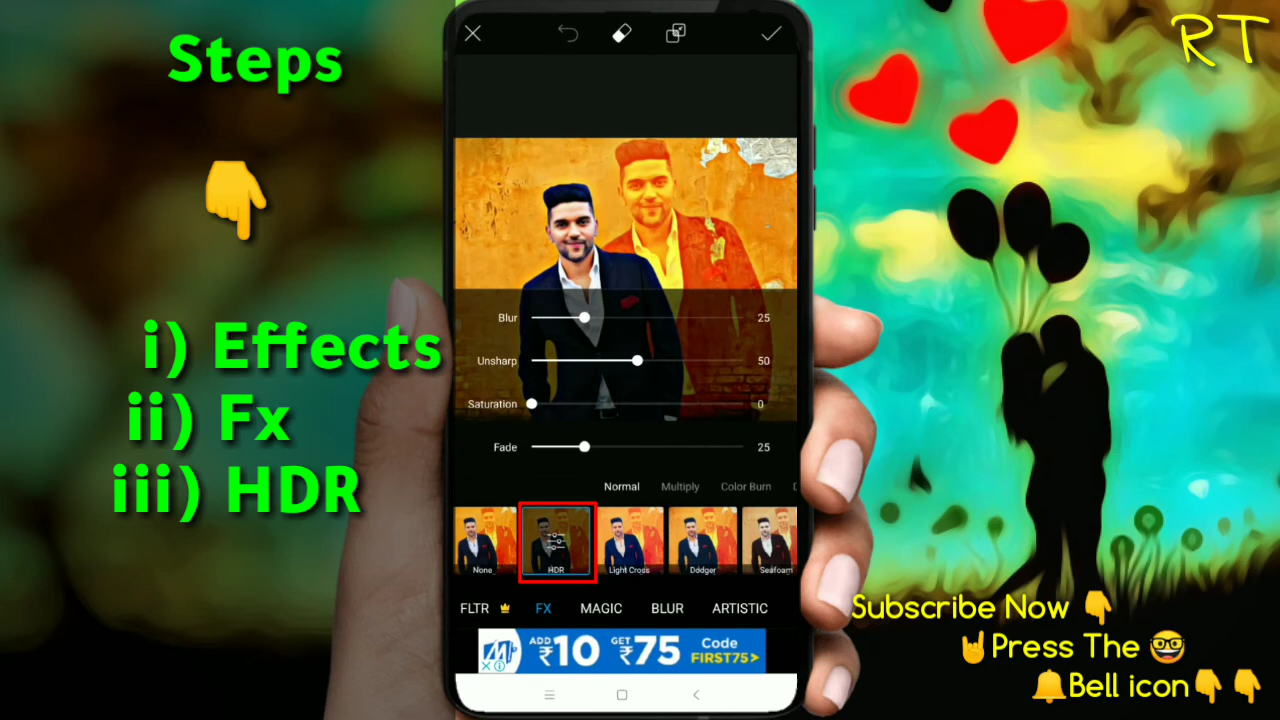 Steps
RT
i) Effects
ii) Fx
iii) HDR
Blur 25
Unsharp 50
Saturation 0
Fade 25
Normal Multiply Color Burn D
None HDR Light Cross Dodger Seafoam
FLTR FX MAGIC BLUR ARTISTIC
ADD ₹10 GET ₹75 Code FIRST75>
Subscribe Now 👇
🤘Press The 🤓
🔔Bell icon👇👇